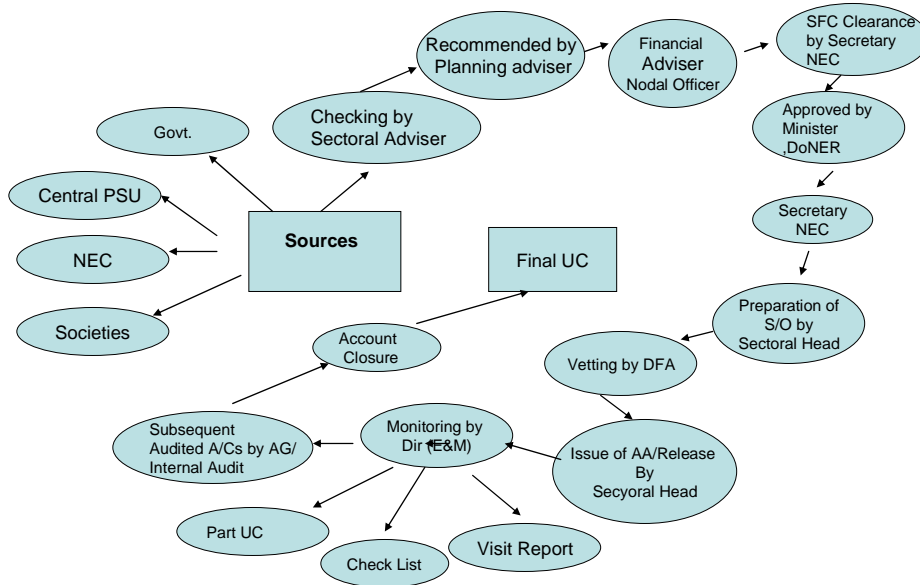 SFC Clearance
by Secretary
NEC
Recommended by
Planning adviser
Financial
Adviser
Nodal Officer
Checking by
Sectoral Adviser
Govt.
Approved by
Minister
,DoNER
Central PSU
Sources
Secretary
NEC
NEC
Final UC
Societies
Preparation of
S/O by
Sectoral Head
Account
Closure
Vetting by DFA
Subsequent
Audited A/Cs by AG/
Internal Audit
Monitoring by
Dir (E&M)
Issue of AA/Release
By
Secyoral Head
Part UC
Check List
Visit Report